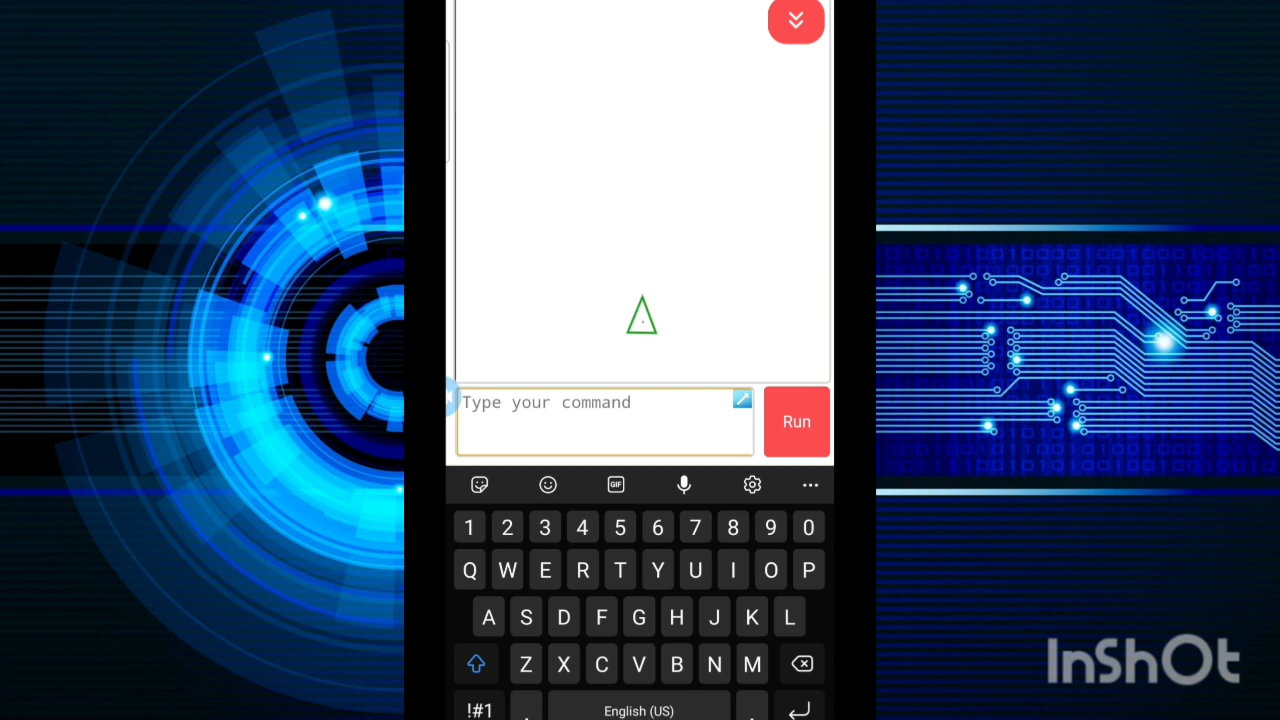 Type your command
Run
GIF
1 2 3 4 5 6 7 8 9 0
Q W E R T Y U I O P
A S D F G H J K L
Z X C V B N M
!#1 , English (US) .
InShOt